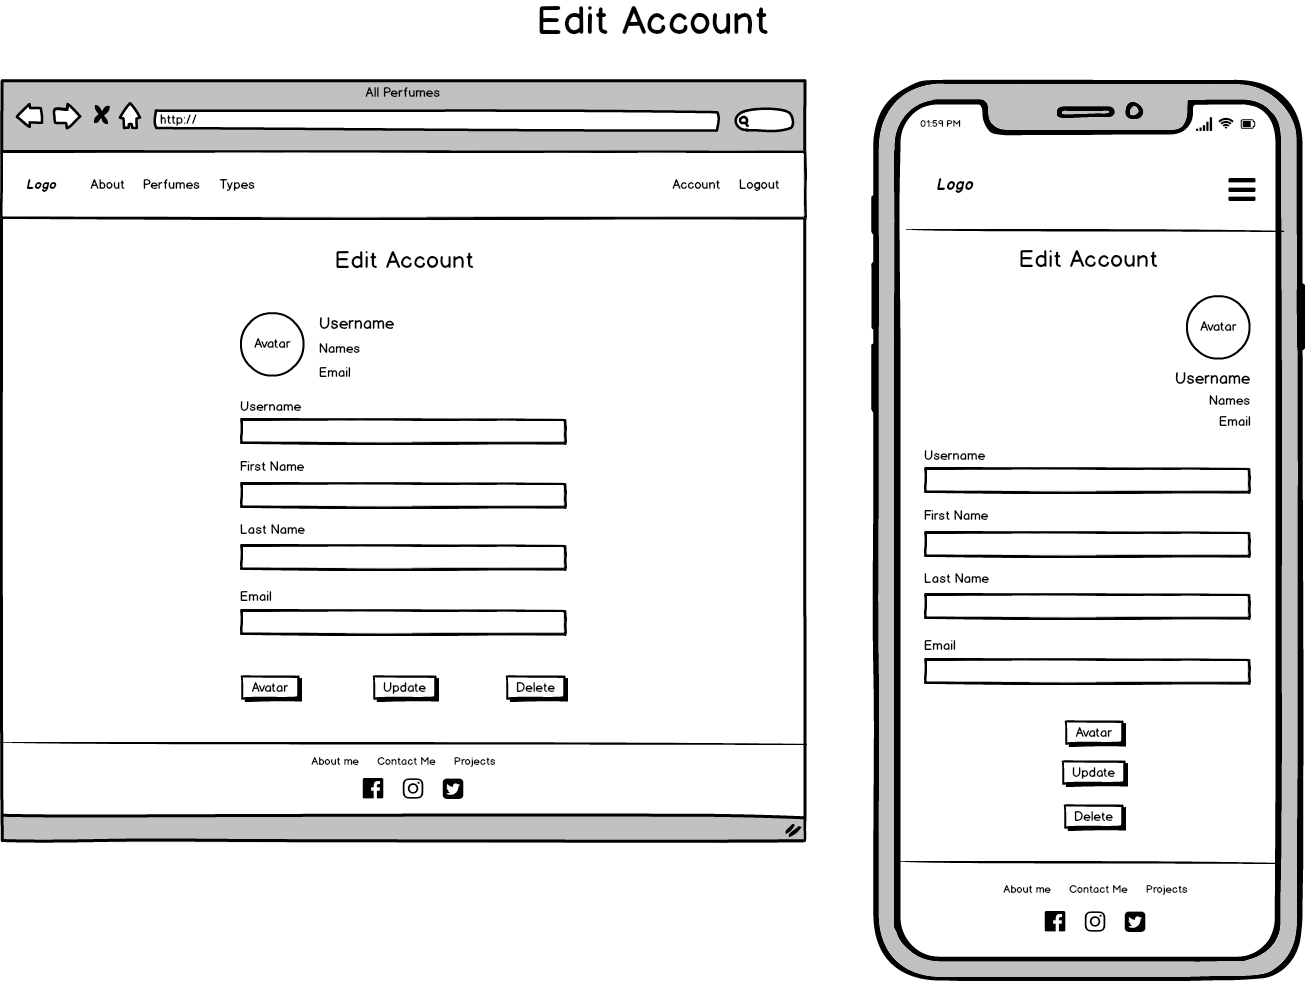 Edit Account
All Perfumes
http://
Logo About Perfumes Types Account Logout
Edit Account
Avatar
Username
Names
Email
Username
First Name
Last Name
Email
Avatar Update Delete
About me Contact Me Projects
01:59 PM
Logo
Edit Account
Avatar
Username
Names
Email
Username
First Name
Last Name
Email
Avatar
Update
Delete
About me Contact Me Projects